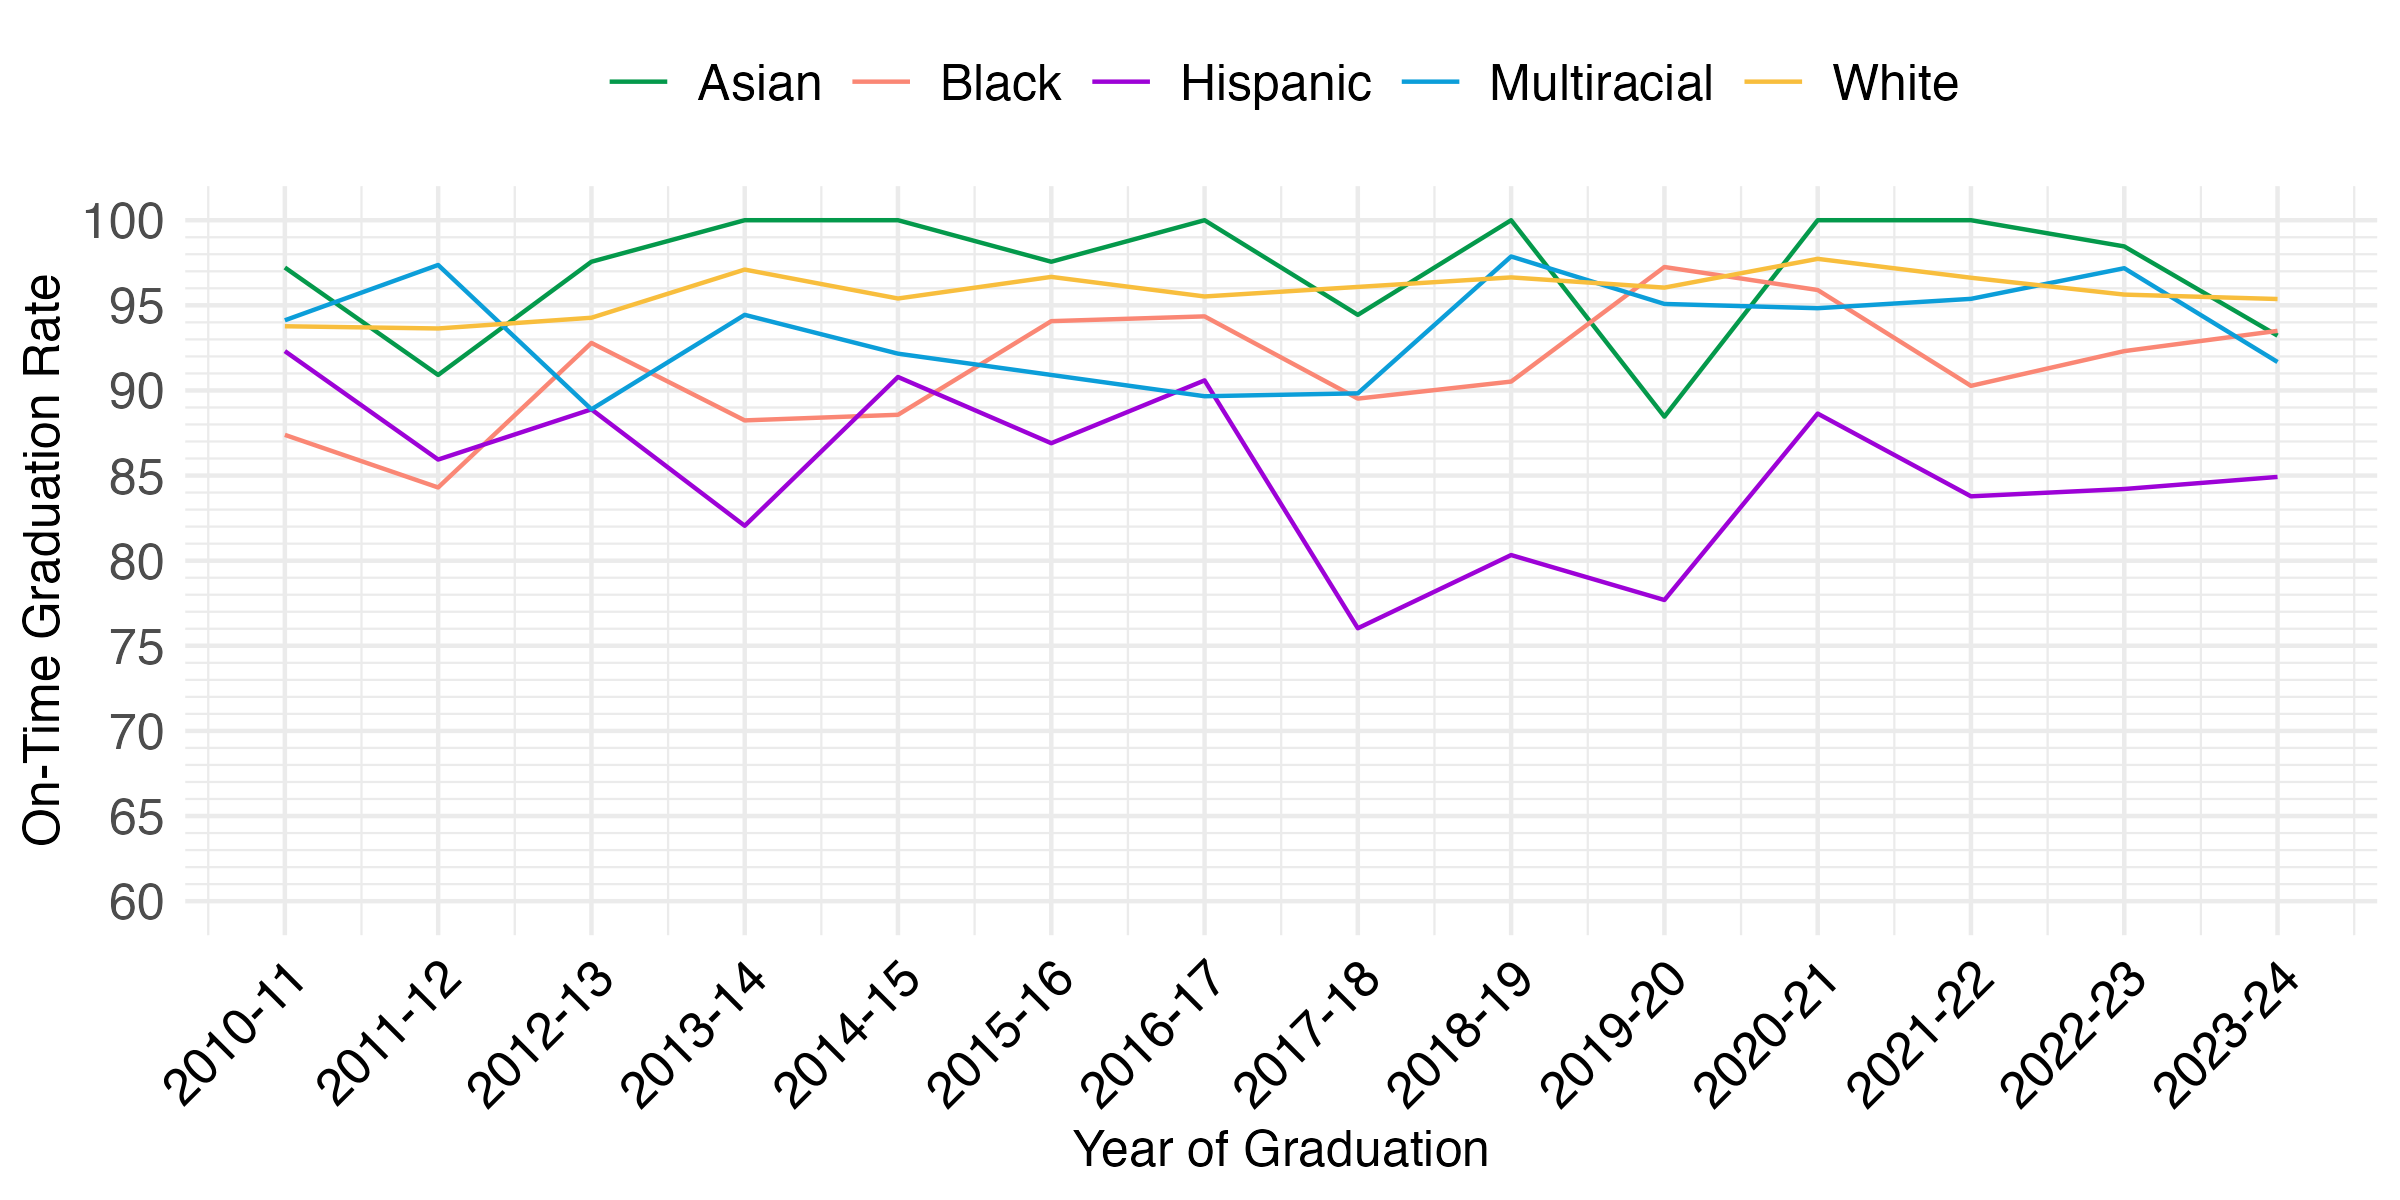 Asian Black Hispanic Multiracial White
On-Time Graduation Rate
100
95
90
85
80
75
70
65
60
2010-11 2011-12 2012-13 2013-14 2014-15 2015-16 2016-17 2017-18 2018-19 2019-20 2020-21 2021-22 2022-23 2023-24
Year of Graduation